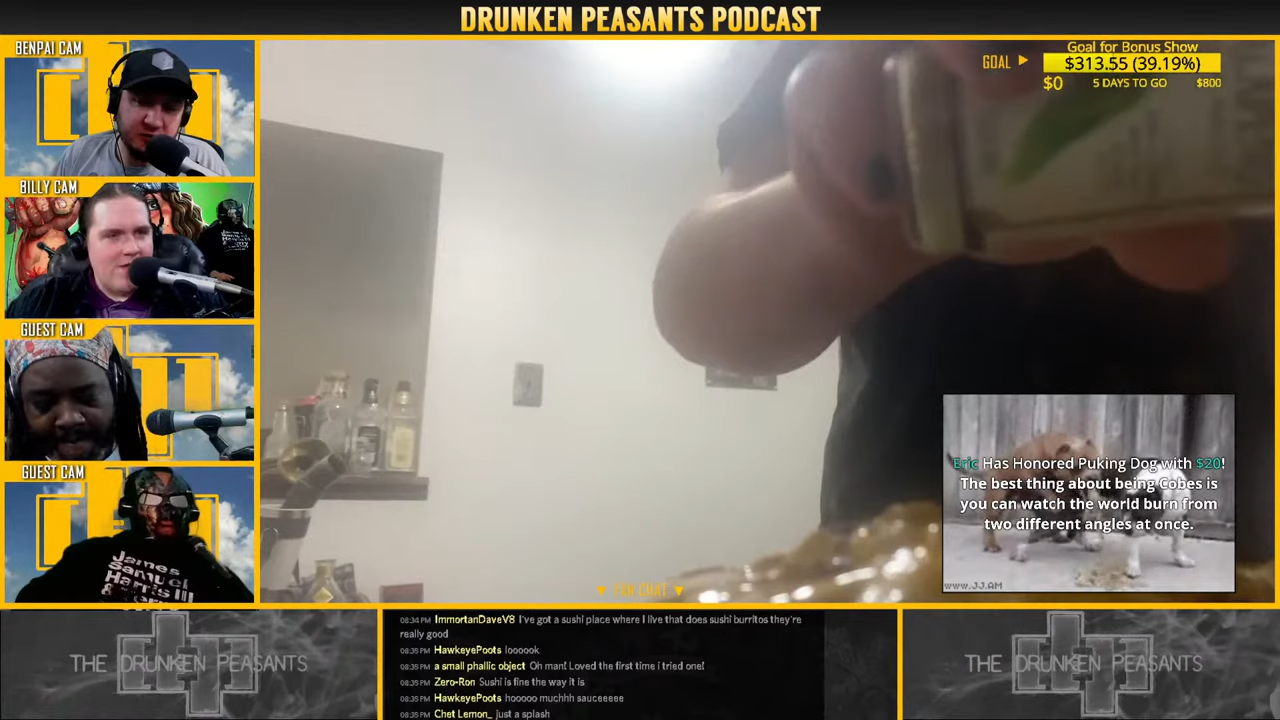 DRUNKEN PEASANTS PODCAST
BENPAI CAM
BILLY CAM
GUEST CAM
GUEST CAM
James
Samuel
Harris III
GOAL ▶
Goal for Bonus Show
$313.55 (39.19%)
$0 5 DAYS TO GO $800
Eric Has Honored Puking Dog with $20!
The best thing about being Cobes is
you can watch the world burn from
two different angles at once.
WWW.JJ.AM
▼ FAN CHAT ▼
08:34 PM ImmortanDaveV8 I've got a sushi place where I live that does sushi burritos they're
really good
08:35 PM HawkeyePoots loooook
08:35 PM a small phallic object Oh man! Loved the first time i tried one!
08:35 PM Zero-Ron Sushi is fine the way it is
08:35 PM HawkeyePoots hooooo muchhh sauceeeee
08:35 PM Chet Lemon_ just a splash
THE DRUNKEN PEASANTS
THE DRUNKEN PEASANTS